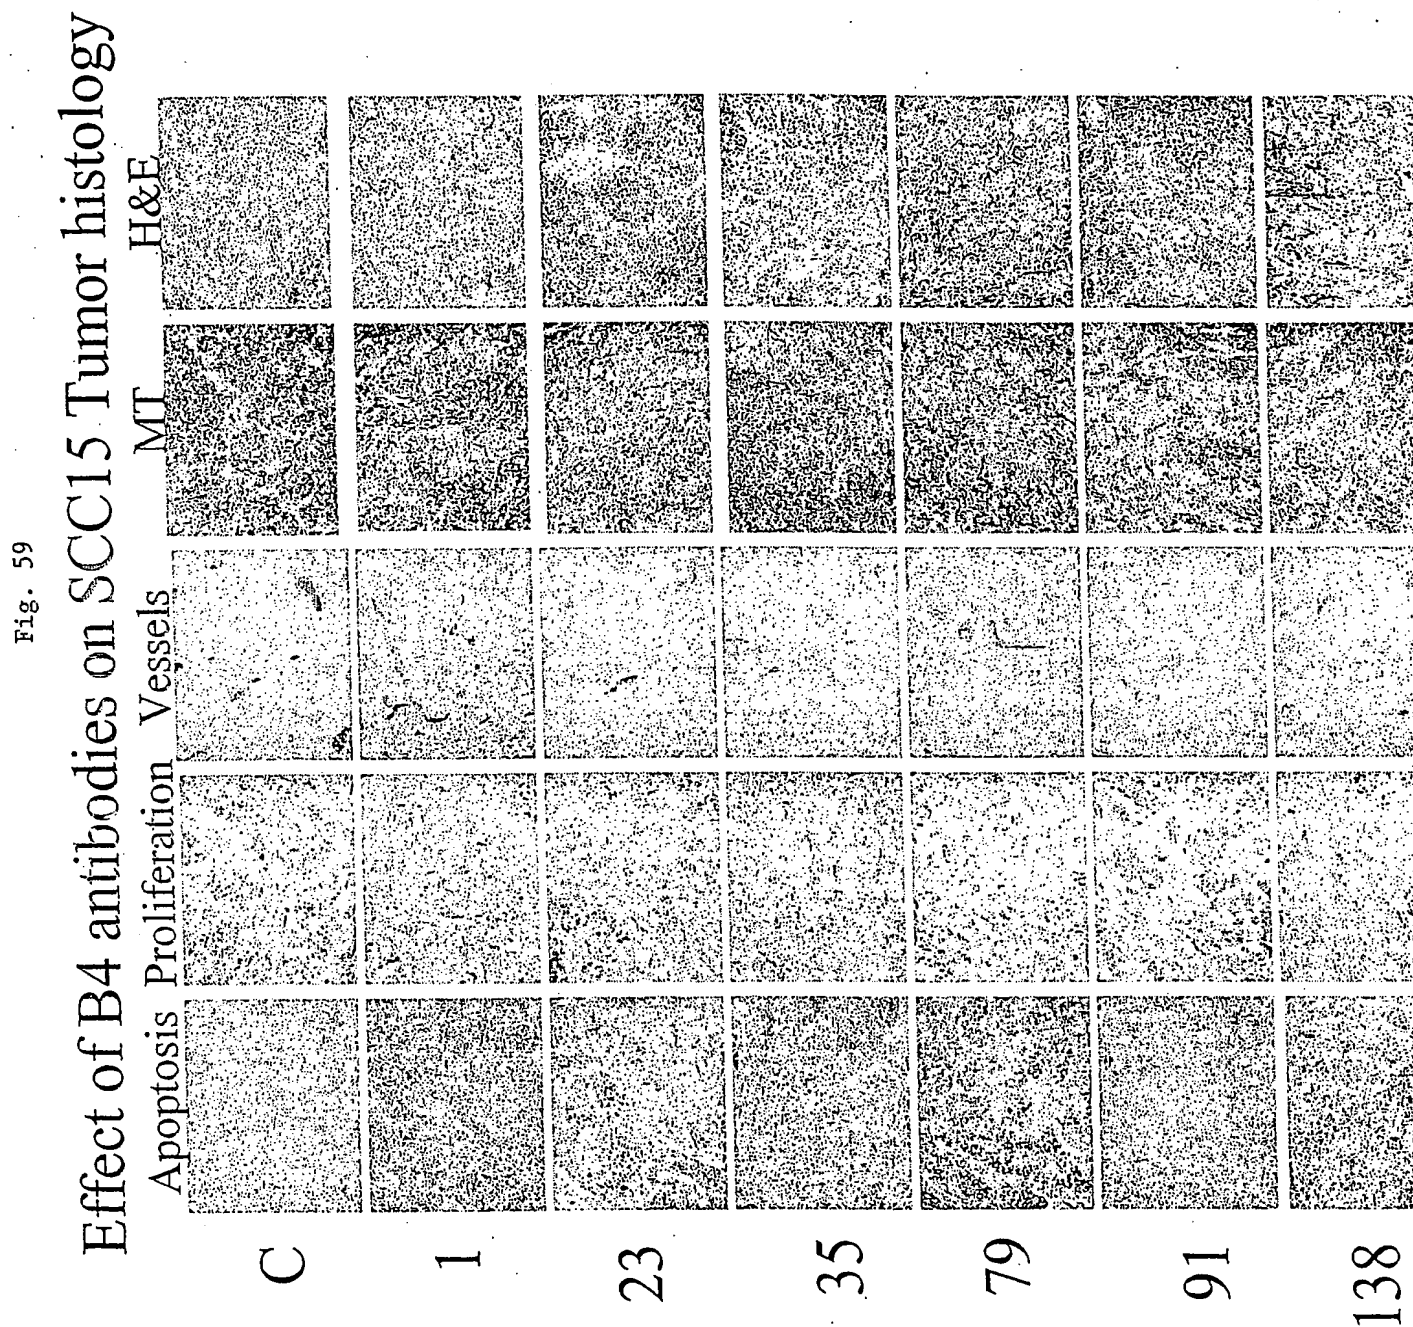 Fig. 59
Effect of B4 antibodies on SCC15 Tumor histology
Apoptosis Proliferation Vessels MT H&E
C
1
23
35
79
91
138